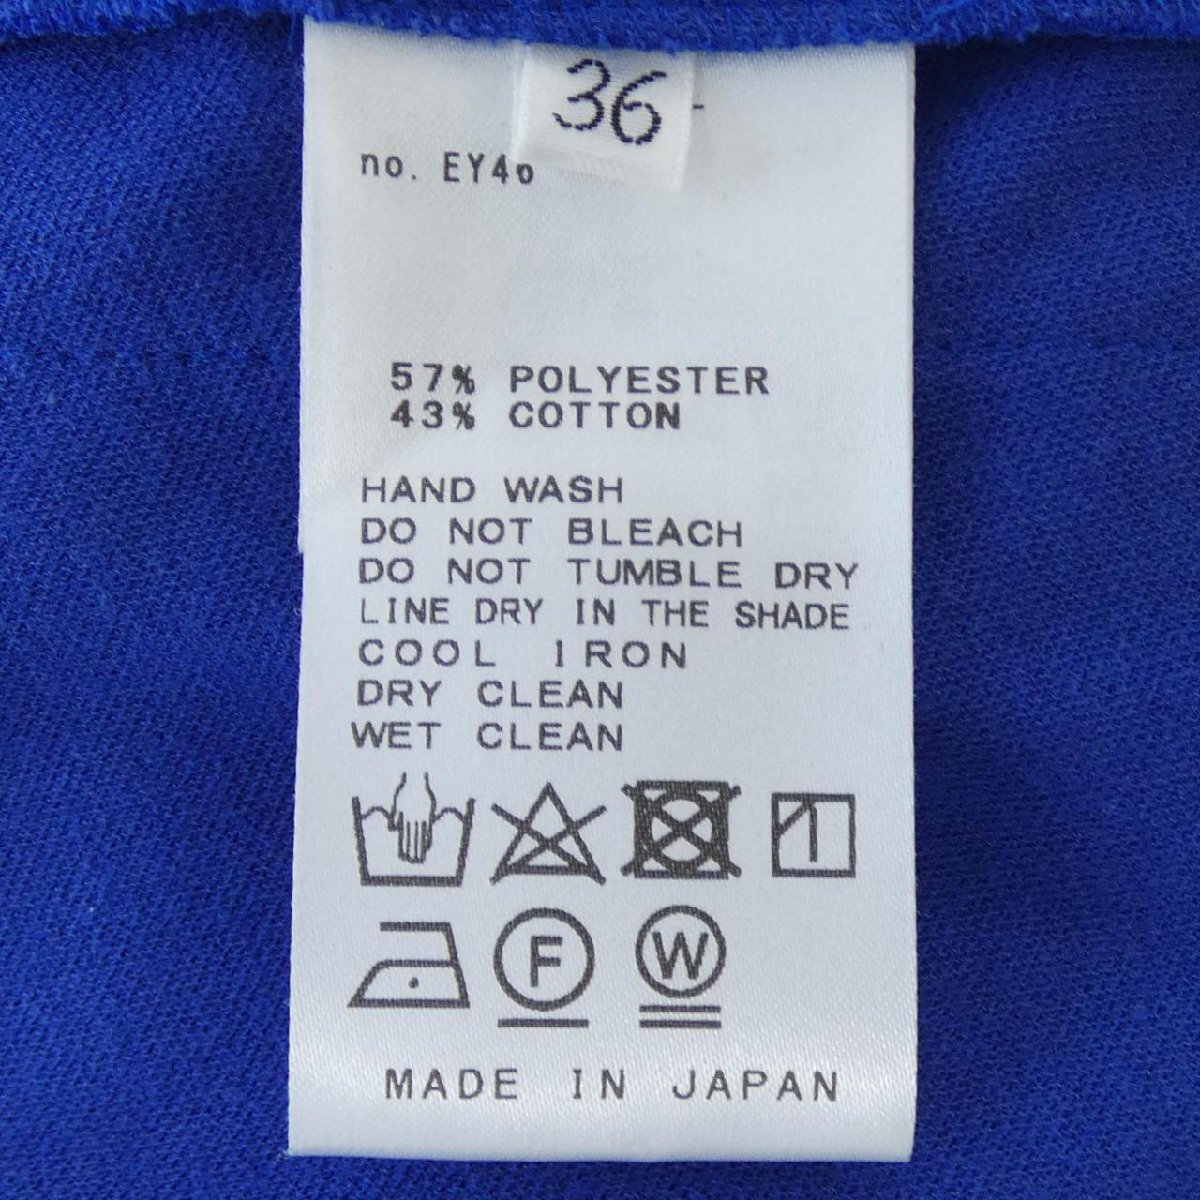 36
no. EY46
57% POLYESTER
43% COTTON
HAND WASH
DO NOT BLEACH
DO NOT TUMBLE DRY
LINE DRY IN THE SHADE
COOL IRON
DRY CLEAN
WET CLEAN
F W
MADE IN JAPAN